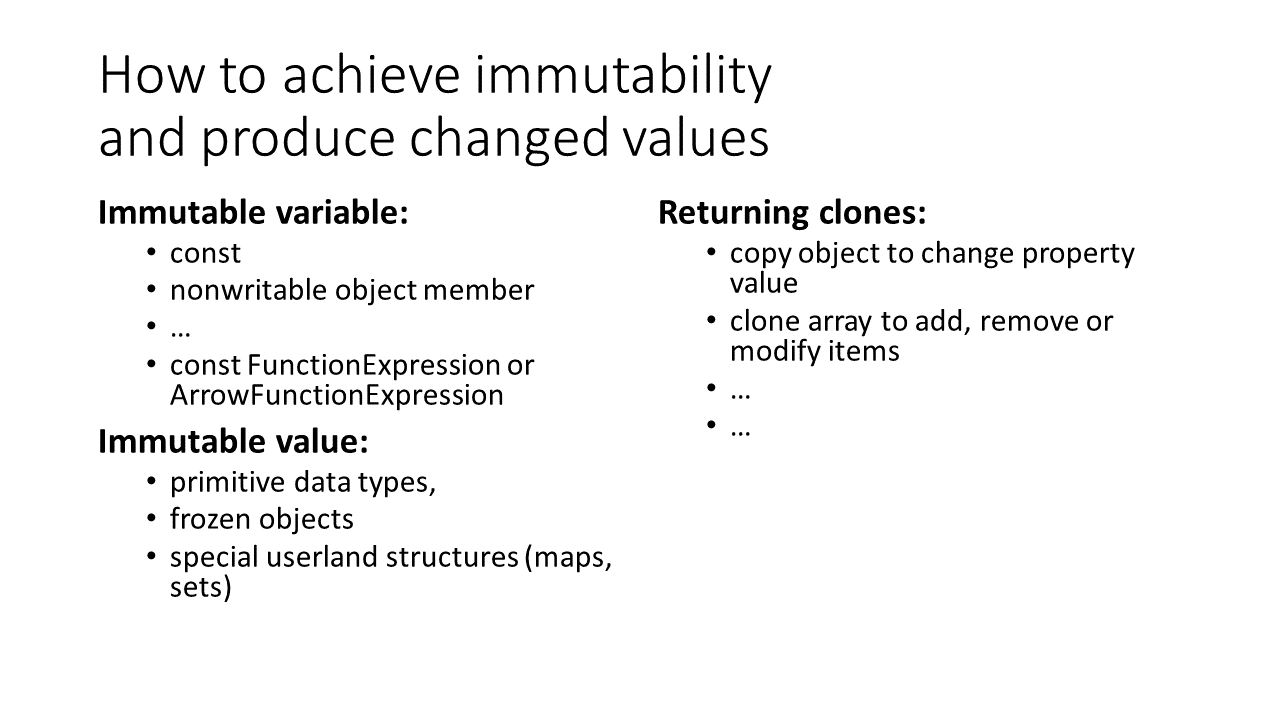 How to achieve immutability
and produce changed values
Immutable variable:
• const
• nonwritable object member
• ...
• const FunctionExpression or
ArrowFunctionExpression
Immutable value:
• primitive data types,
• frozen objects
• special userland structures (maps,
sets)
Returning clones:
• copy object to change property
value
• clone array to add, remove or
modify items
• ...
• ...